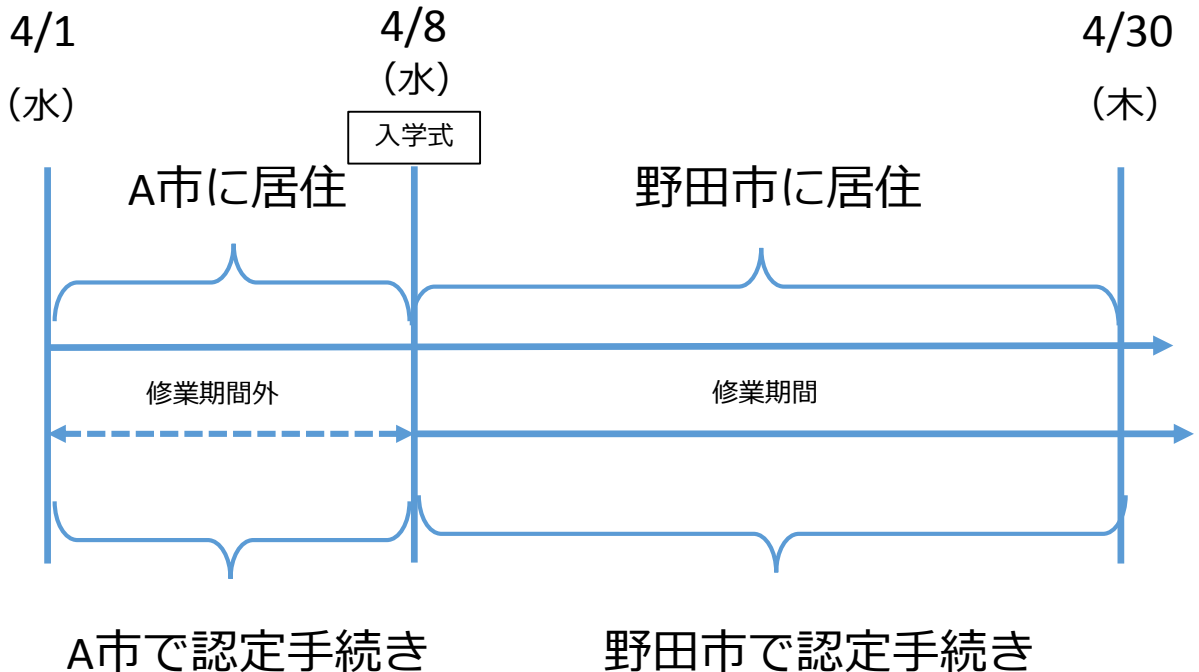 4/1
(水)
4/8
(水)
入学式
4/30
(木)
A市に居住
野田市に居住
修業期間外
修業期間
A市で認定手続き
野田市で認定手続き